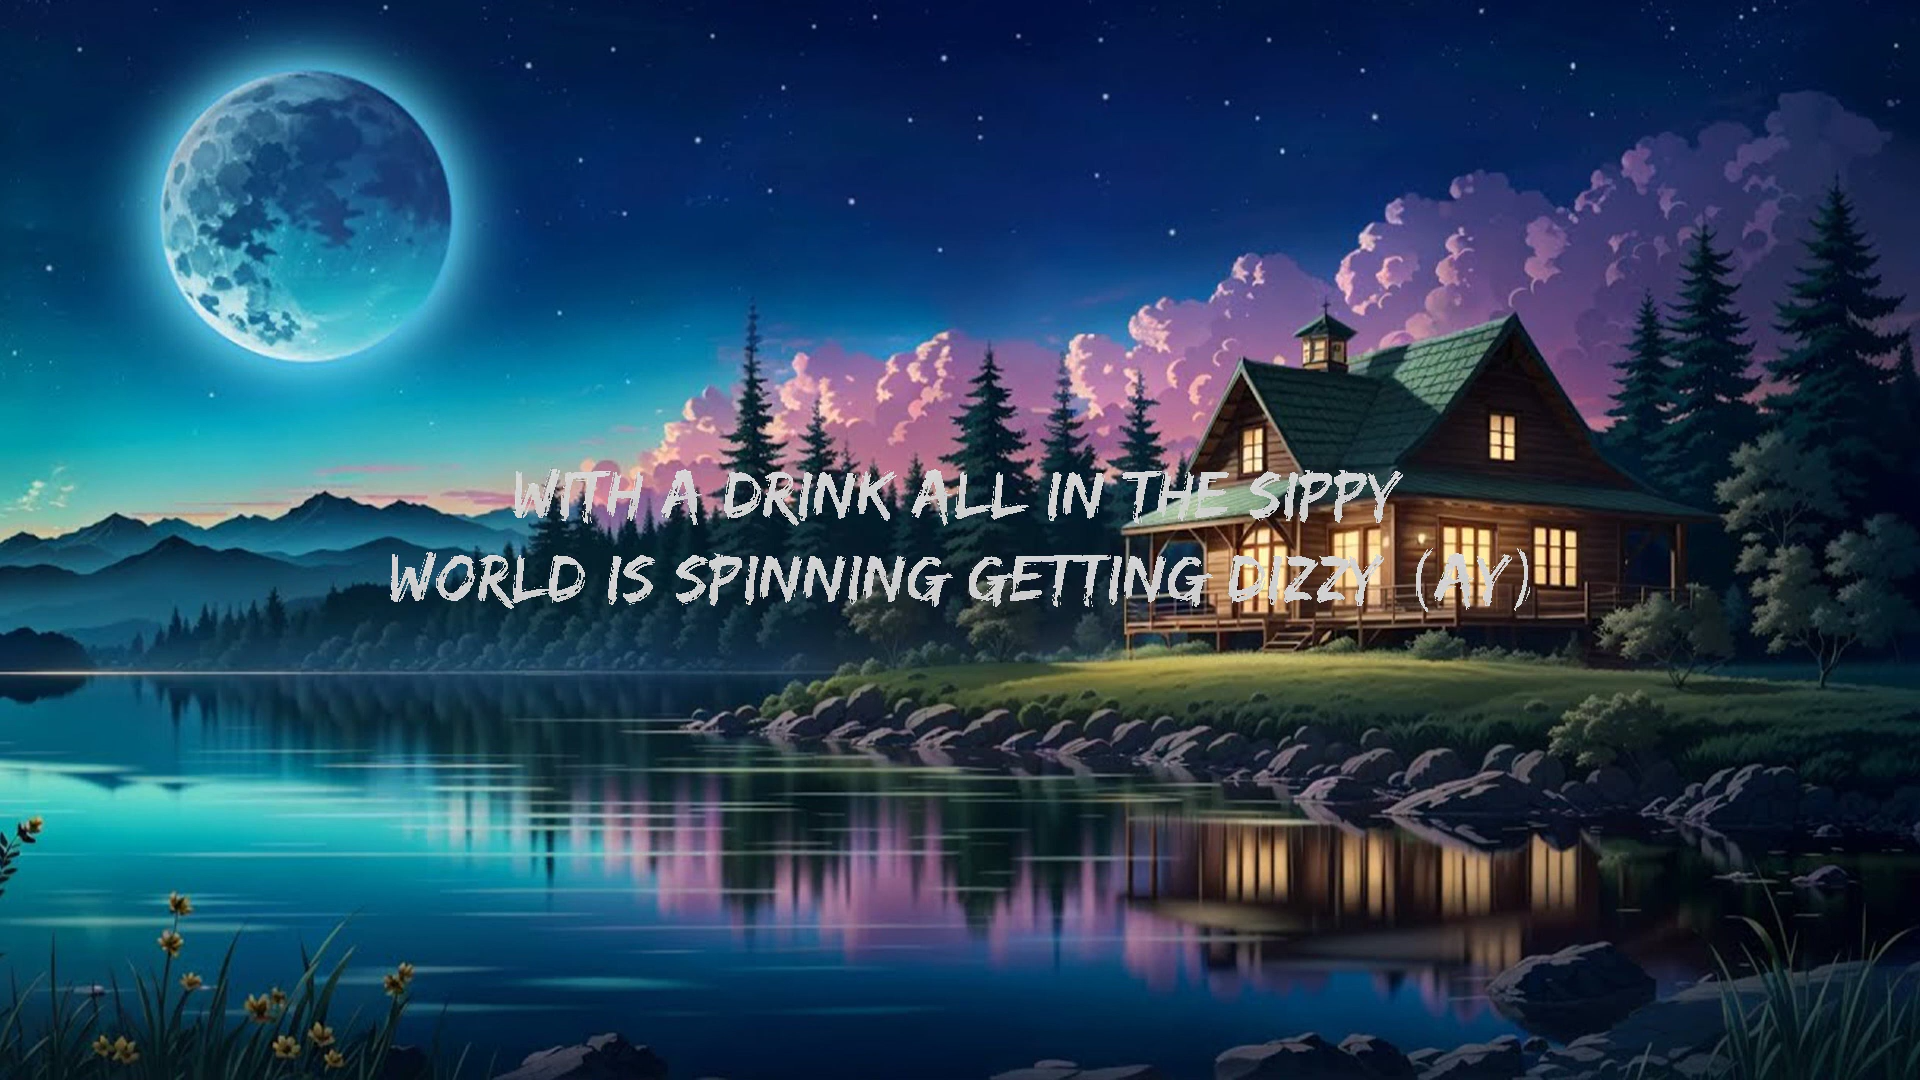 WITH A DRINK ALL IN THE SIPPY
WORLD IS SPINNING GETTING DIZZY (AY)